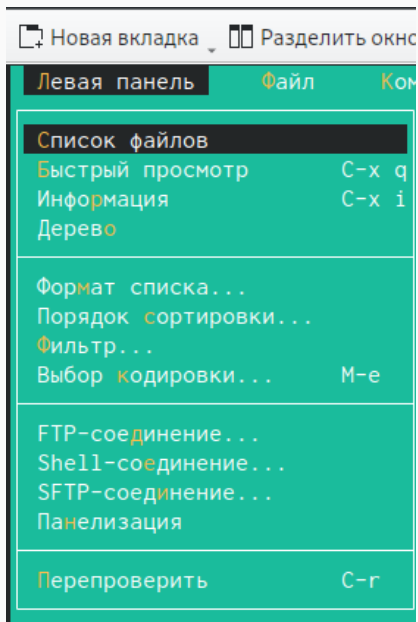 Новая вкладка Разделить окно
Левая панель Файл Ком
Список файлов
Быстрый просмотр C-x q
Информация C-x i
Дерево
Формат списка...
Порядок сортировки...
Фильтр...
Выбор кодировки... M-e
FTP-соединение...
Shell-соединение...
SFTP-соединение...
Панелизация
Перепроверить C-r